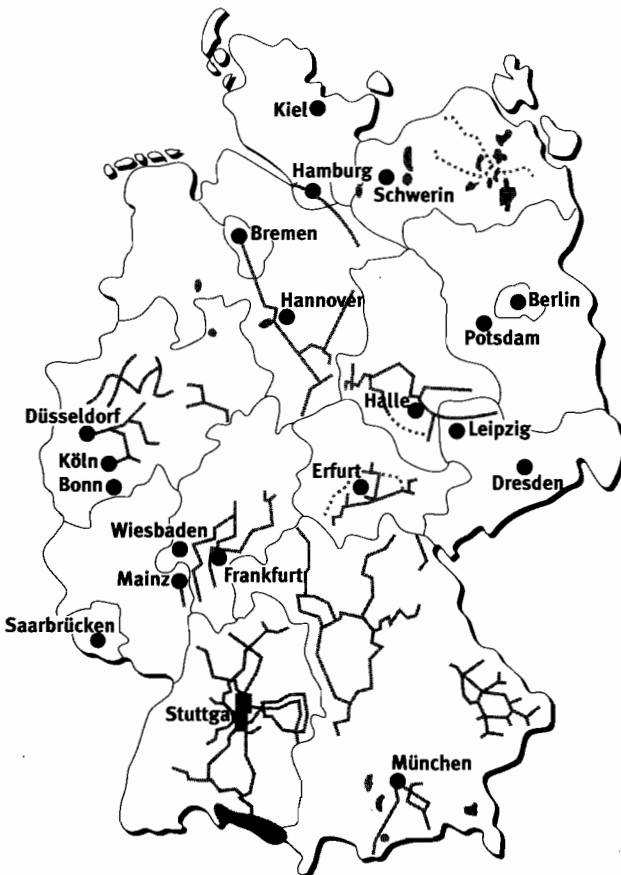 Kiel
Hamburg
Schwerin
Bremen
Hannover
Berlin
Potsdam
Halle
Düsseldorf
Leipzig
Köln
Erfurt
Dresden
Bonn
Wiesbaden
Mainz
Frankfurt
Saarbrücken
Stuttga
München